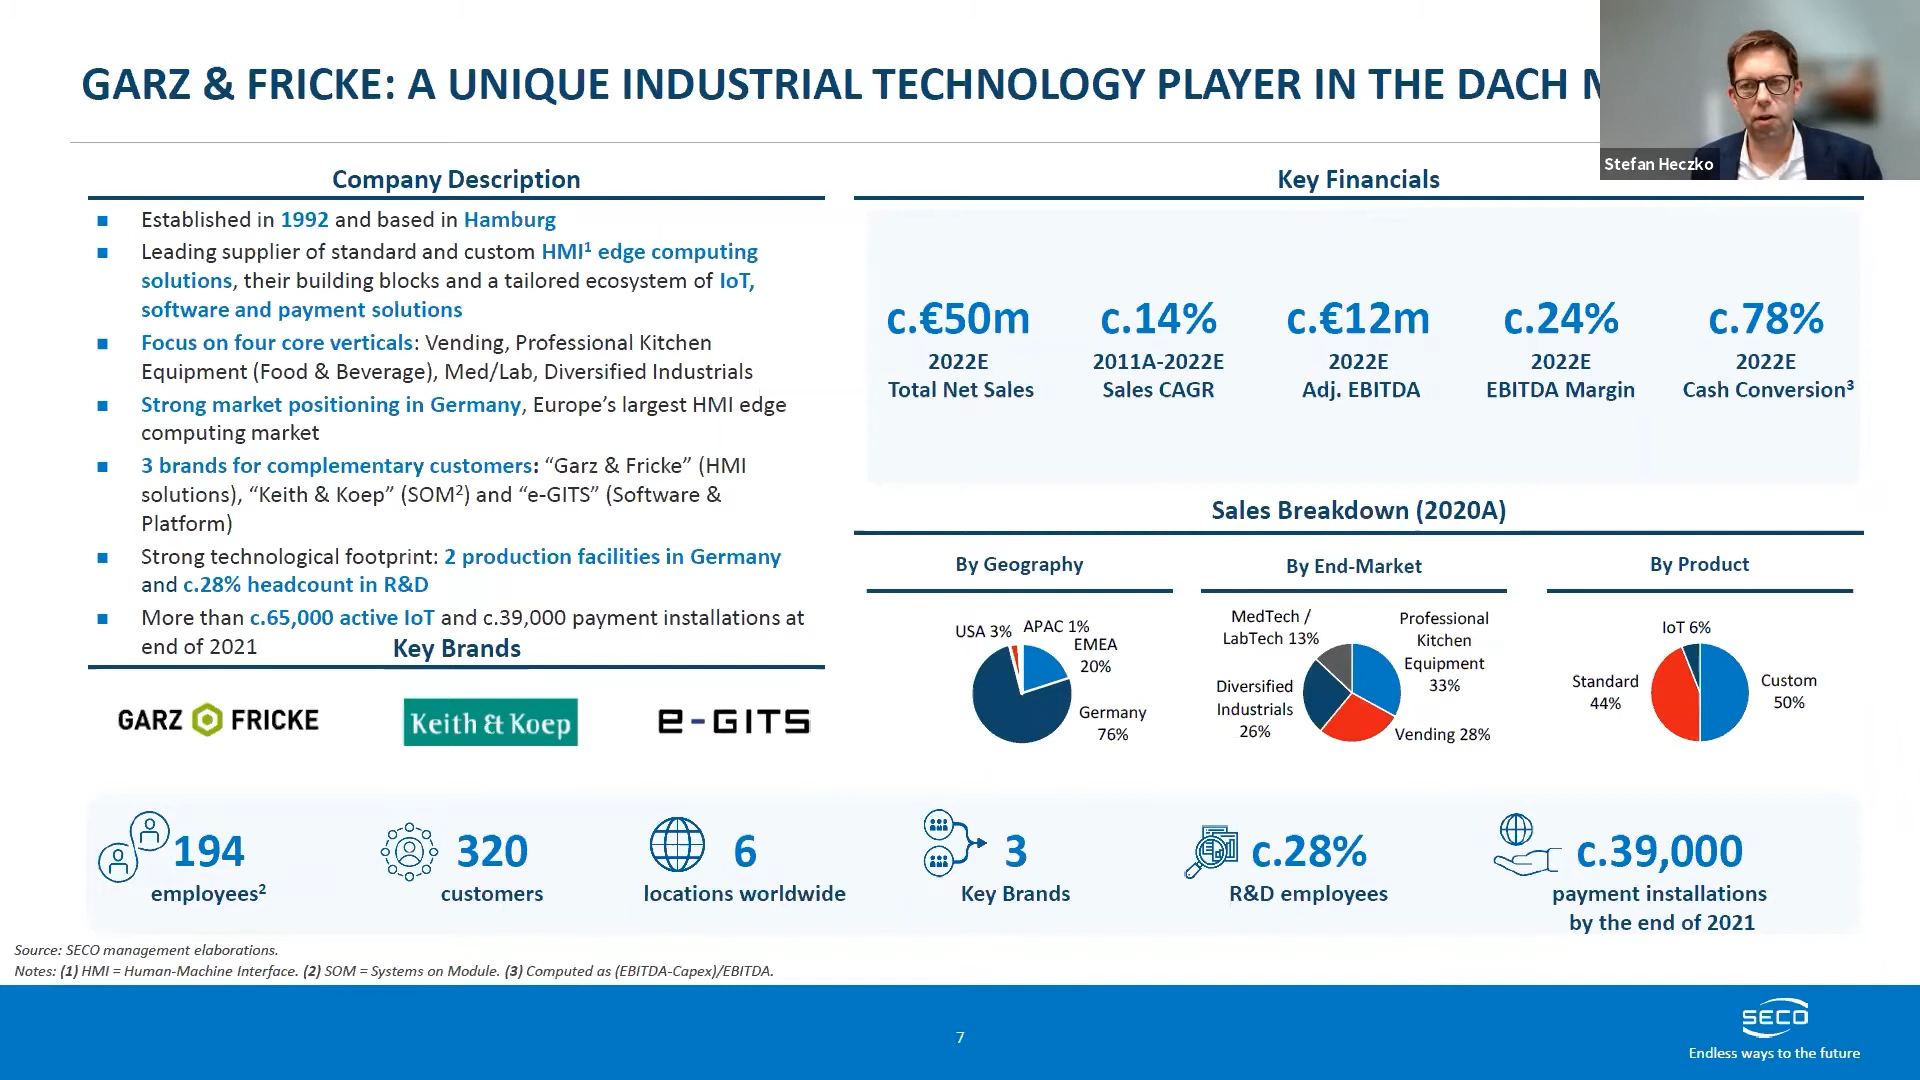 GARZ & FRICKE: A UNIQUE INDUSTRIAL TECHNOLOGY PLAYER IN THE DACH
Stefan Heczko
Company Description
■ Established in 1992 and based in Hamburg
■ Leading supplier of standard and custom HMI¹ edge computing
solutions, their building blocks and a tailored ecosystem of IoT,
software and payment solutions
■ Focus on four core verticals: Vending, Professional Kitchen
Equipment (Food & Beverage), Med/Lab, Diversified Industrials
■ Strong market positioning in Germany, Europe’s largest HMI edge
computing market
■ 3 brands for complementary customers: “Garz & Fricke” (HMI
solutions), “Keith & Koep” (SOM²) and “e-GITS” (Software &
Platform)
■ Strong technological footprint: 2 production facilities in Germany
and c.28% headcount in R&D
■ More than c.65,000 active IoT and c.39,000 payment installations at
end of 2021
Key Brands
GARZ FRICKE
Keith & Koep
e-GITS
Key Financials
c.€50m
2022E
Total Net Sales
c.14%
2011A-2022E
Sales CAGR
c.€12m
2022E
Adj. EBITDA
c.24%
2022E
EBITDA Margin
c.78%
2022E
Cash Conversion³
Sales Breakdown (2020A)
By Geography
USA 3%
APAC 1%
EMEA
20%
Germany
76%
By End-Market
MedTech /
LabTech 13%
Professional
Kitchen
Equipment
33%
Diversified
Industrials
26%
Vending 28%
By Product
IoT 6%
Standard
44%
Custom
50%
194
employees²
320
customers
6
locations worldwide
3
Key Brands
c.28%
R&D employees
c.39,000
payment installations
by the end of 2021
Source: SECO management elaborations.
Notes: (1) HMI = Human-Machine Interface. (2) SOM = Systems on Module. (3) Computed as (EBITDA-Capex)/EBITDA.
7
SECO
Endless ways to the future